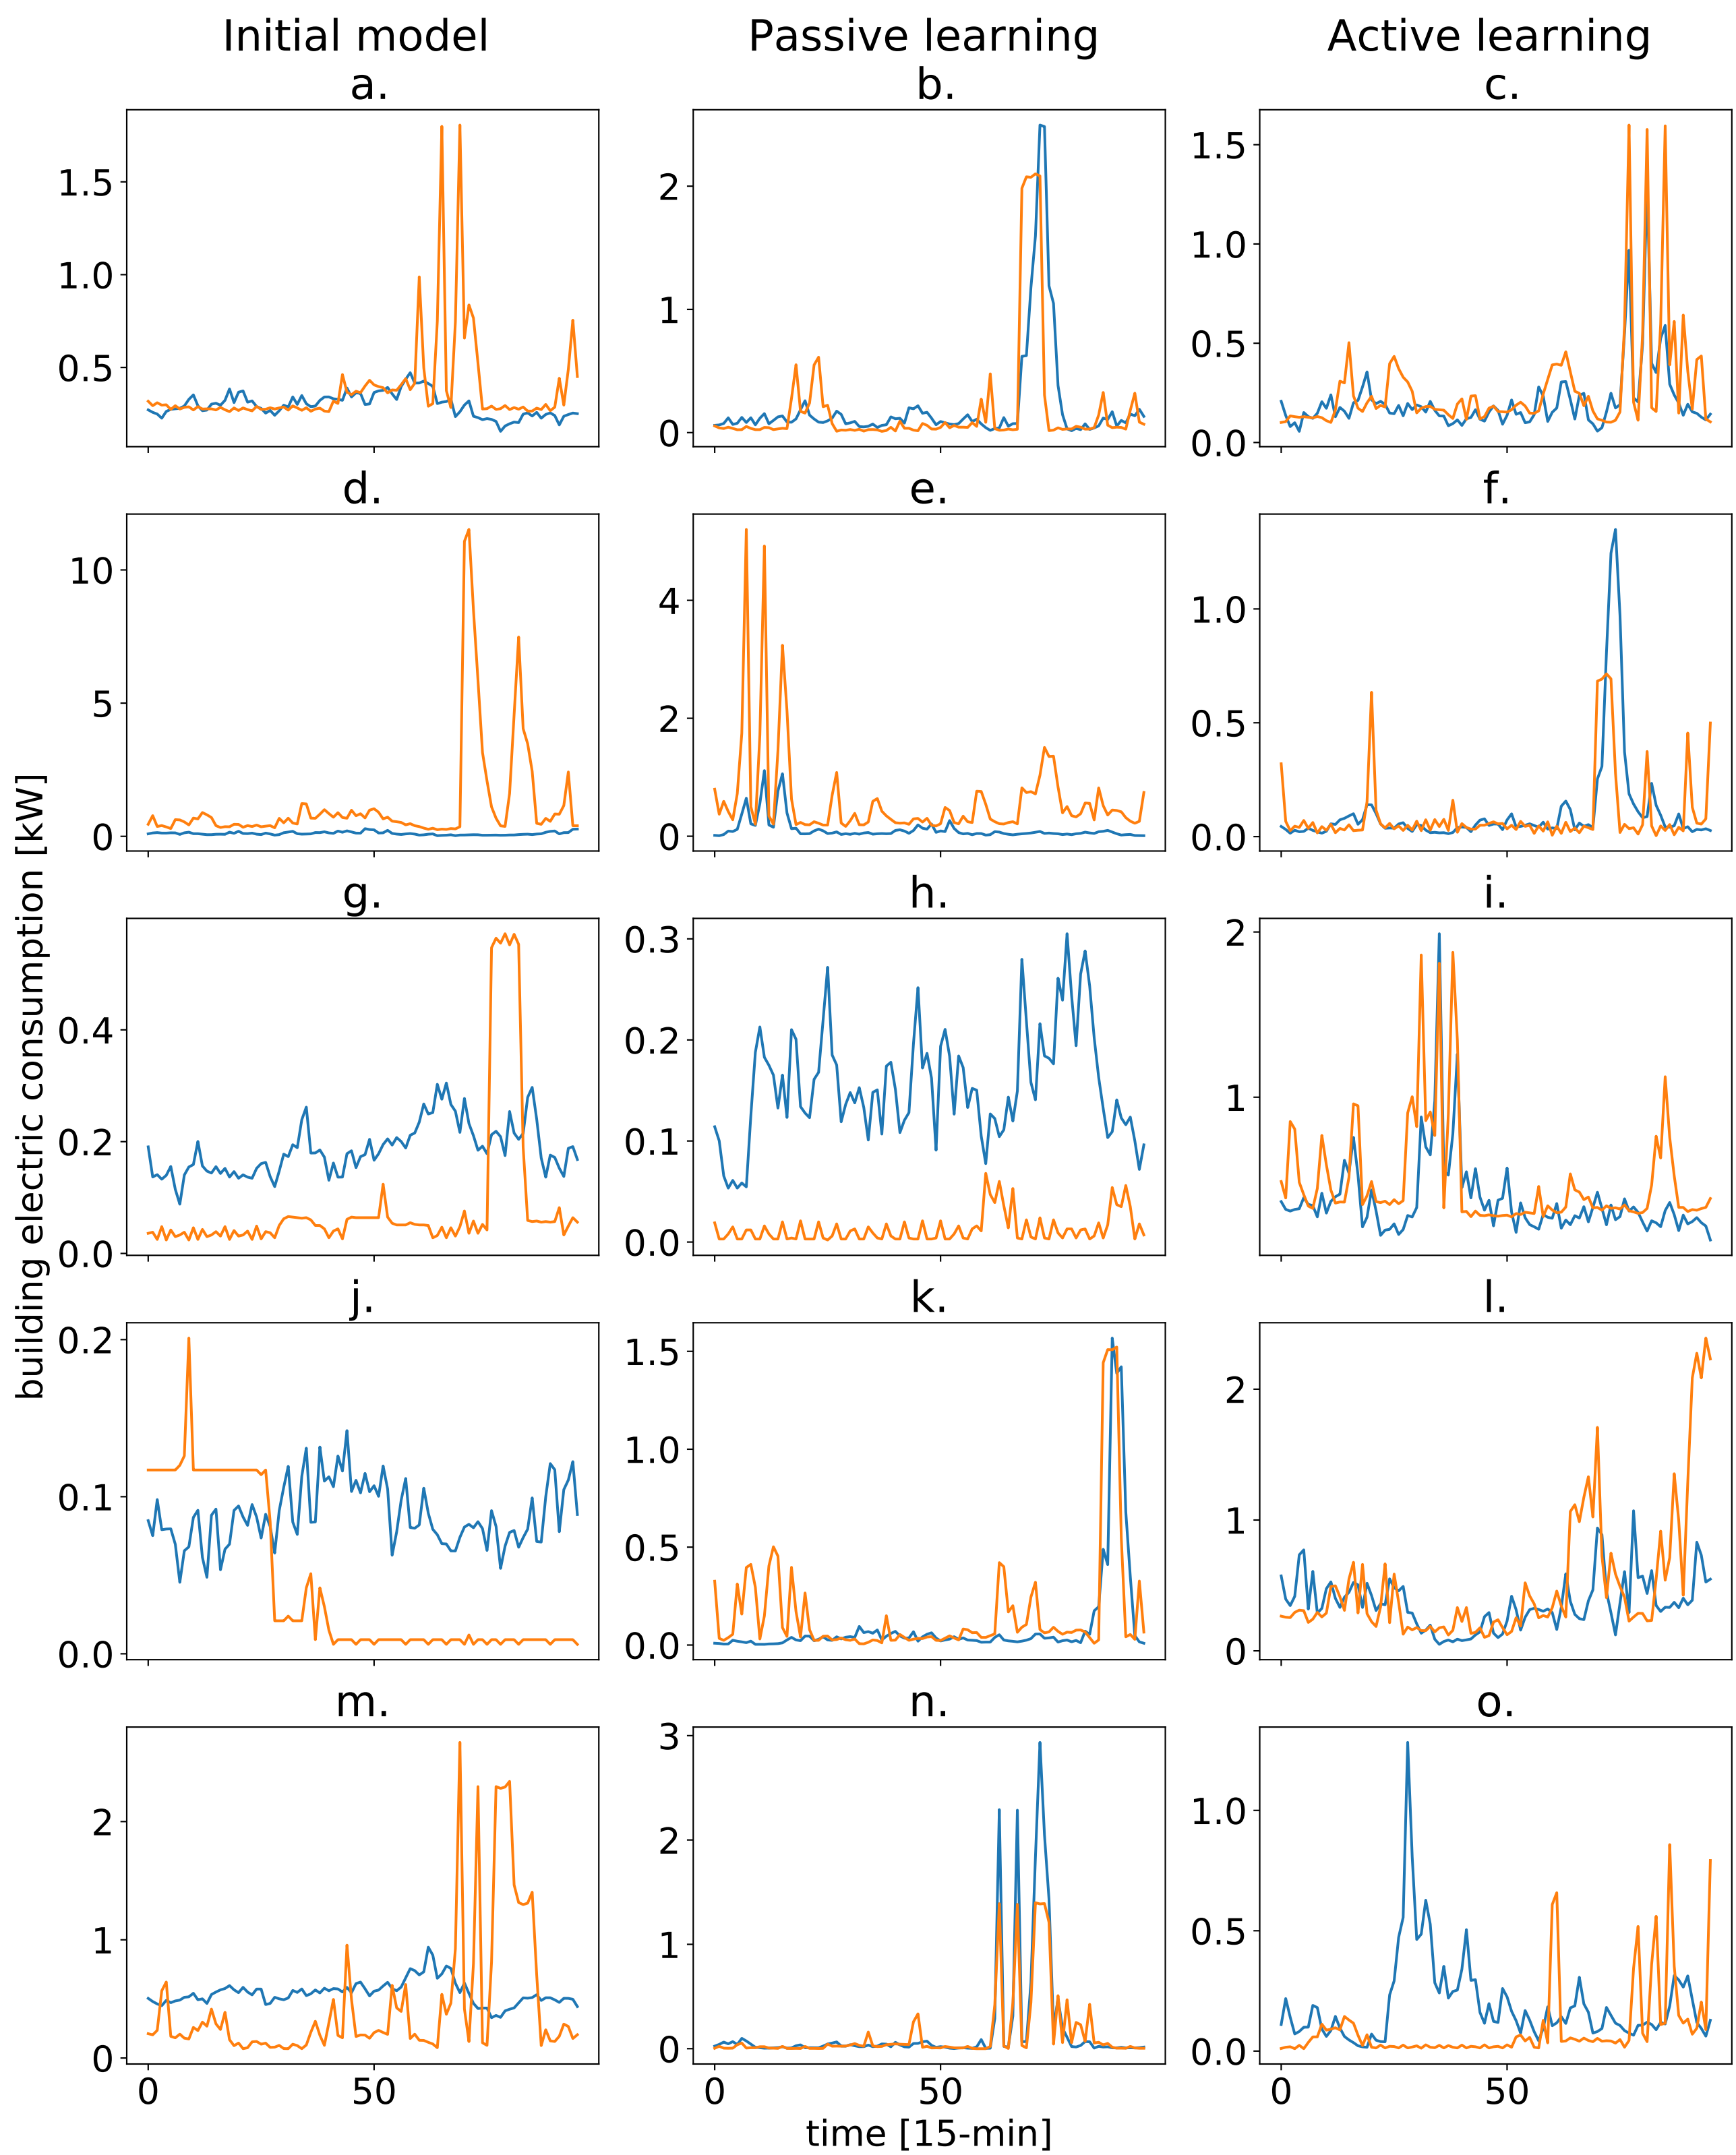 Initial model Passive learning Active learning
a. b. c.
1.5 2 1.5
1.0 1 1.0
0.5 0 0.5
0.0
d. e. f.
10 4 1.0
5 2 0.5
0 0 0.0
g. h. i.
0.4 0.3 2
0.2 0.2 1
0.0 0.1
0.0
j. k. l.
0.2 1.5 2
0.1 1.0 1
0.0 0.5 0
0.0
m. n. o.
2 3 1.0
1 2 0.5
0 1 0.0
0
0 50 0 50 0 50
time [15-min]
building electric consumption [kW]